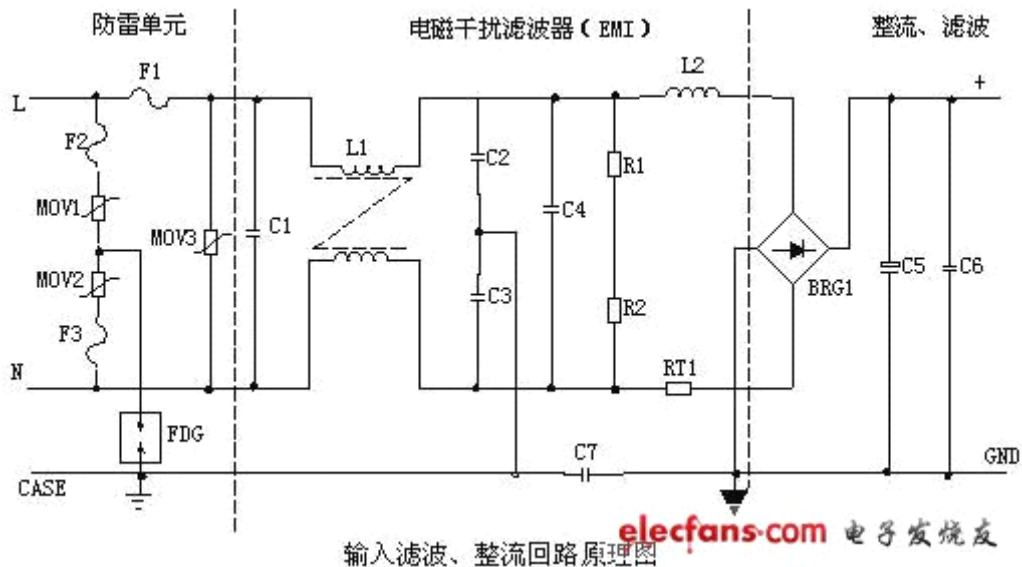 防雷单元
电磁干扰滤波器(EMI)
整流、滤波
F1
L2
+
L
F2
L1
C2
R1
MOV1
C4
MOV3
C1
MOV2
C3
R2
C5
C6
BRG1
F3
N
RT1
FDG
C7
GND
CASE
elecfans.com 电子发烧友
输入滤波、整流回路原理图